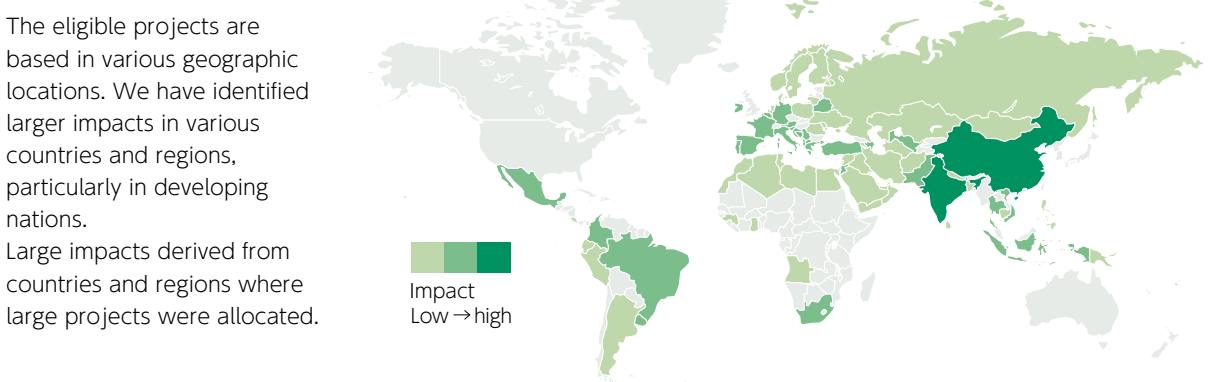 The eligible projects are
based in various geographic
locations. We have identified
larger impacts in various
countries and regions,
particularly in developing
nations.
Large impacts derived from
countries and regions where
large projects were allocated.
Impact
Low → high